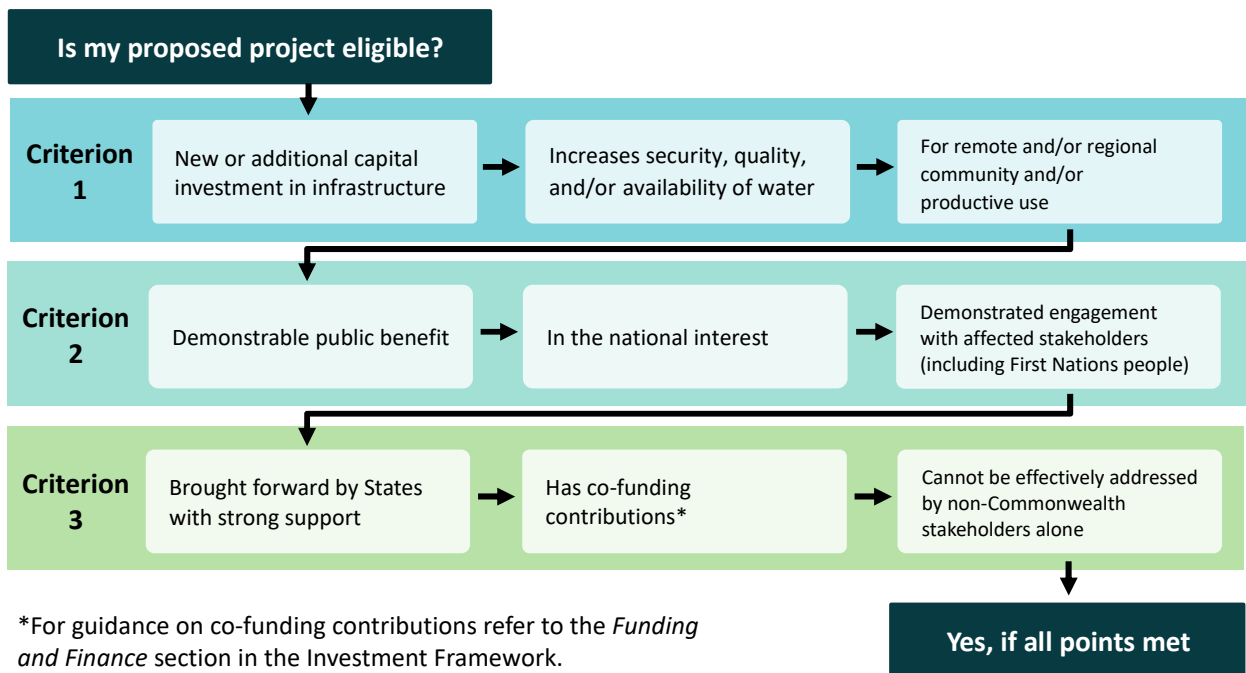 Is my proposed project eligible?
Criterion
1
New or additional capital
investment in infrastructure
Increases security, quality,
and/or availability of water
For remote and/or regional
community and/or
productive use
Criterion
2
Demonstrable public benefit
In the national interest
Demonstrated engagement
with affected stakeholders
(including First Nations people)
Criterion
3
Brought forward by States
with strong support
Has co-funding
contributions*
Cannot be effectively addressed
by non-Commonwealth
stakeholders alone
*For guidance on co-funding contributions refer to the Funding
and Finance section in the Investment Framework.
Yes, if all points met